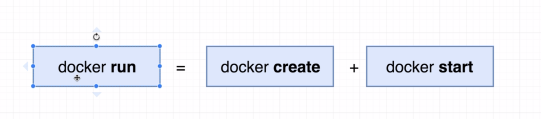 docker run = docker create + docker start